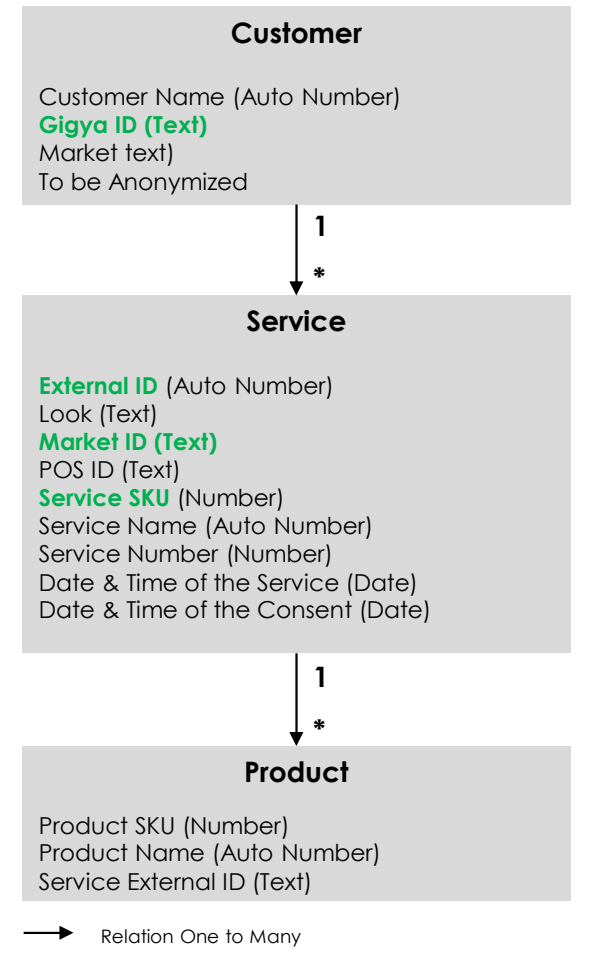 Customer
Customer Name (Auto Number)
Gigya ID (Text)
Market text)
To be Anonymized
1
*
Service
External ID (Auto Number)
Look (Text)
Market ID (Text)
POS ID (Text)
Service SKU (Number)
Service Name (Auto Number)
Service Number (Number)
Date & Time of the Service (Date)
Date & Time of the Consent (Date)
1
*
Product
Product SKU (Number)
Product Name (Auto Number)
Service External ID (Text)
Relation One to Many